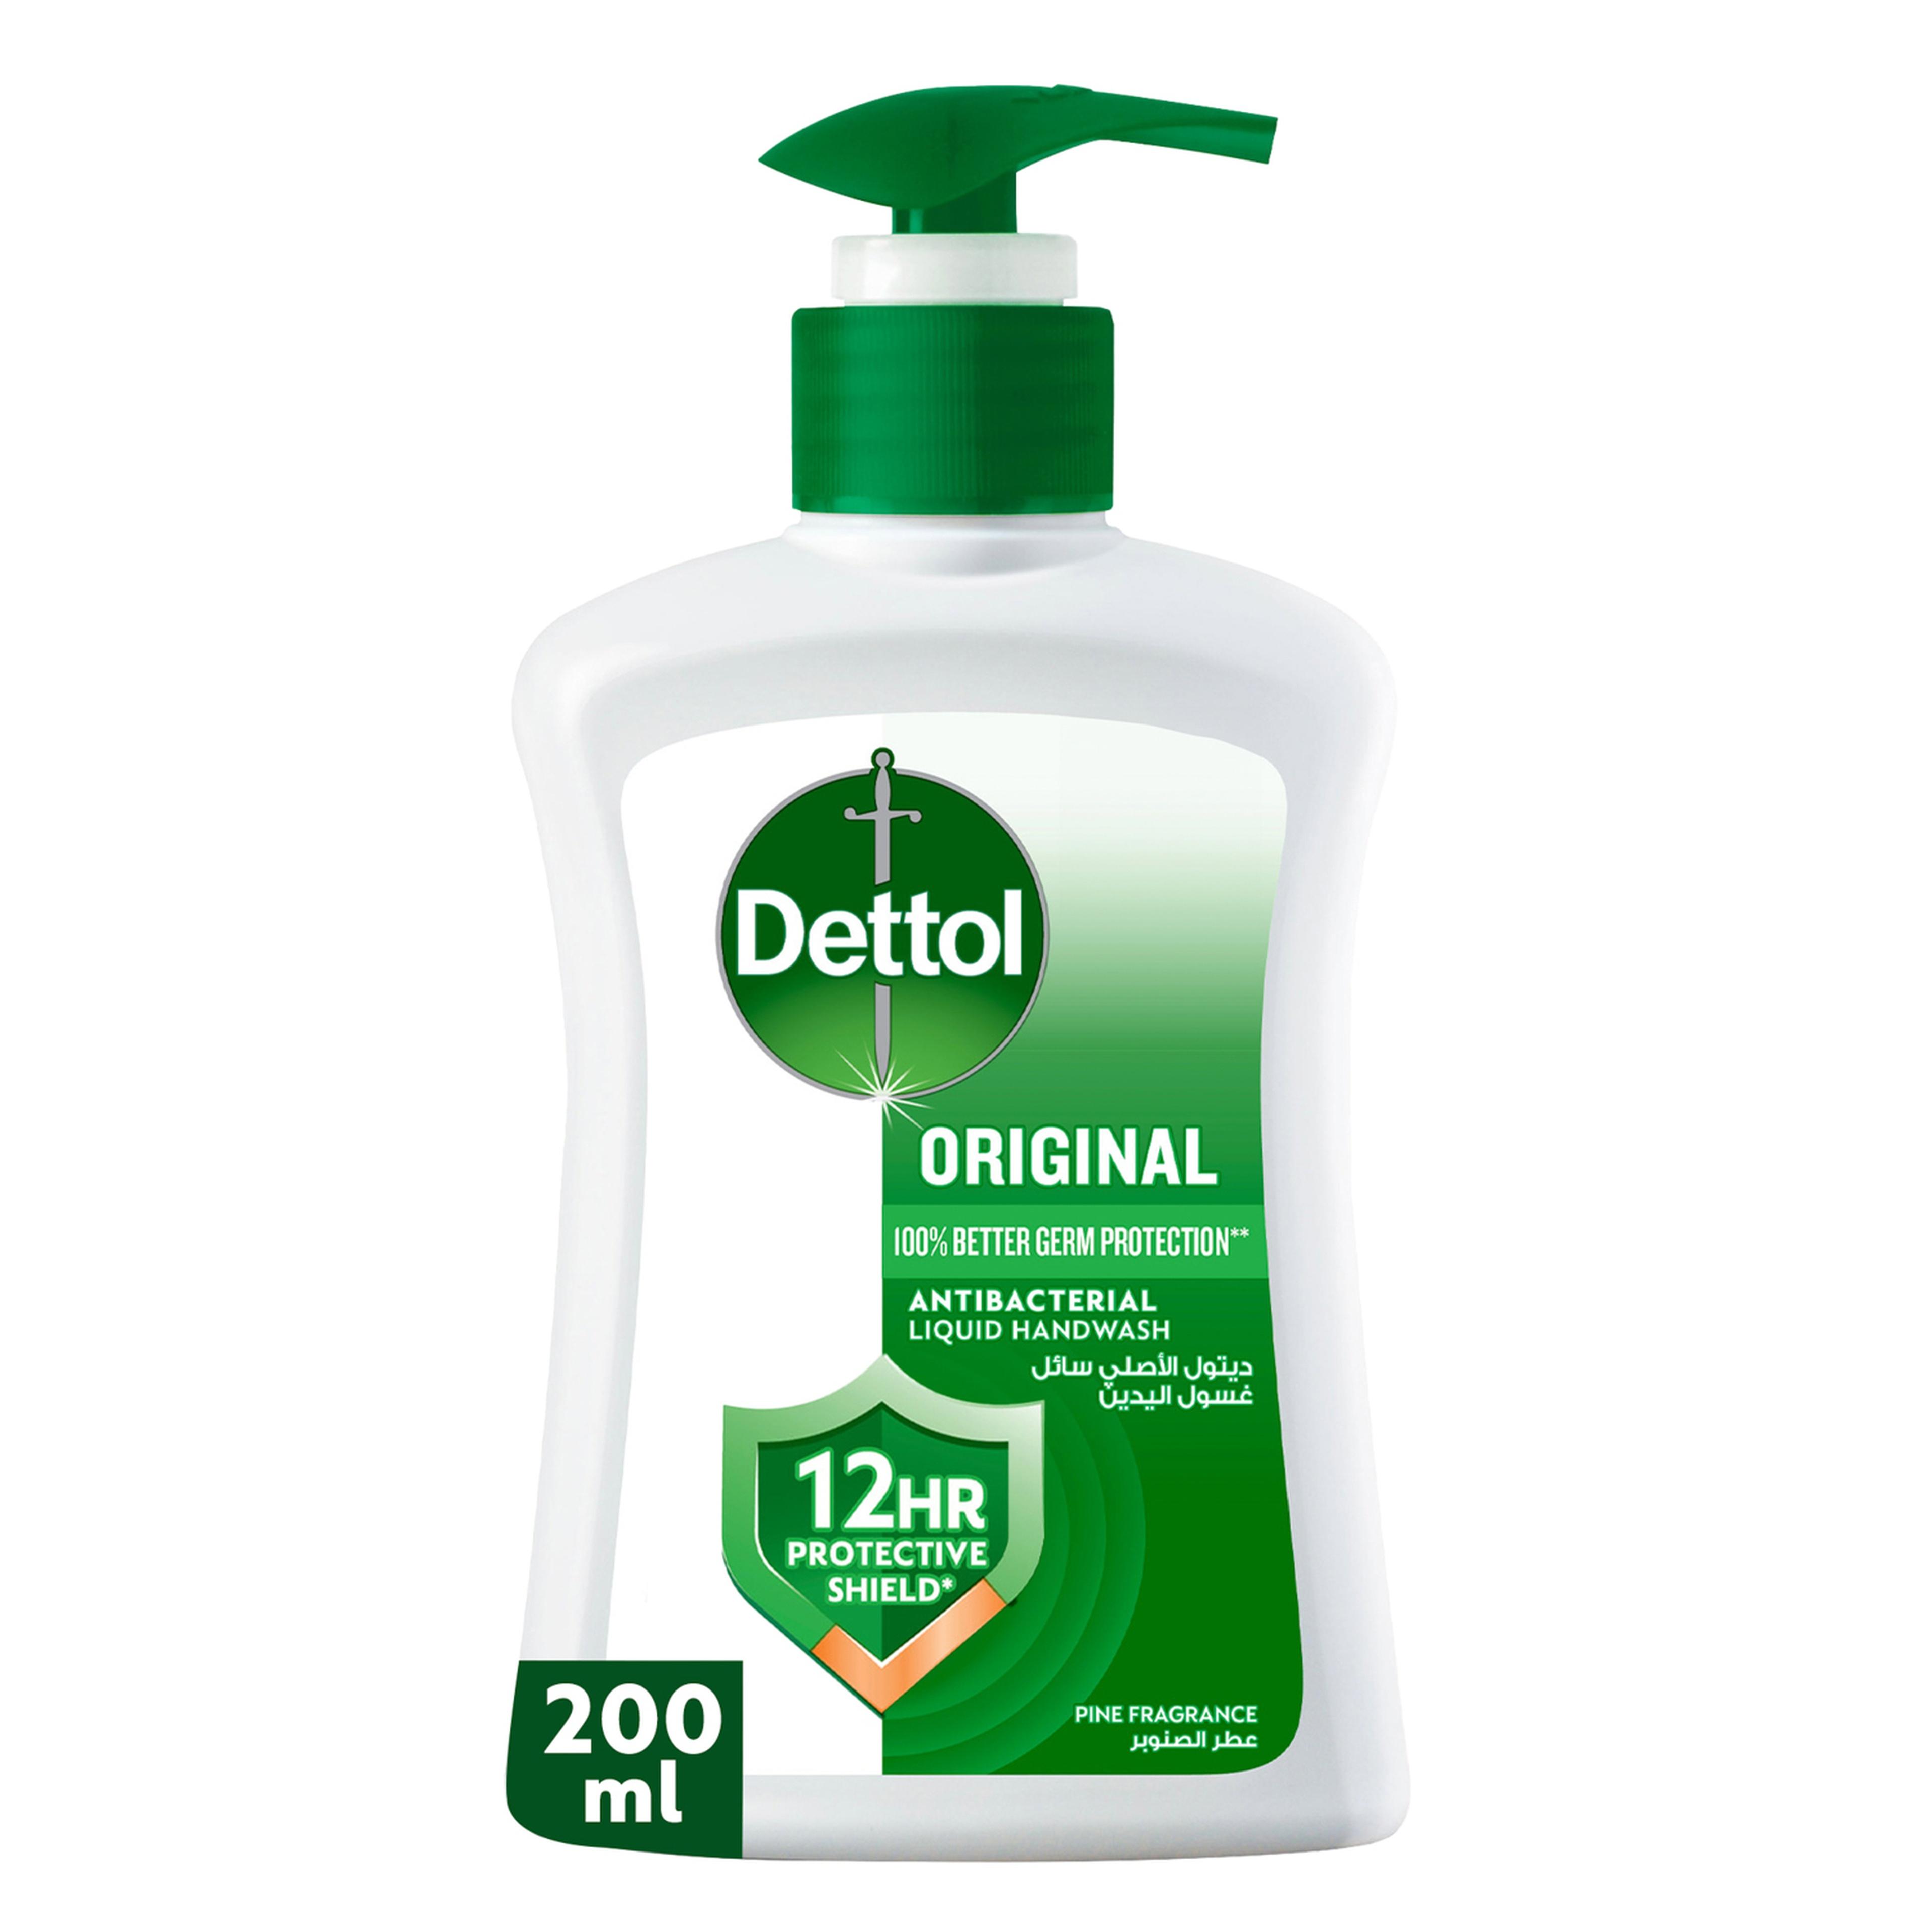 Dettol
ORIGINAL
100% BETTER GERM PROTECTION**
ANTIBACTERIAL
LIQUID HANDWASH
ديتول الأصلي سائل
غسول اليدين
12HR
PROTECTIVE
SHIELD*
200
ml
PINE FRAGRANCE
عطر الصنوبر